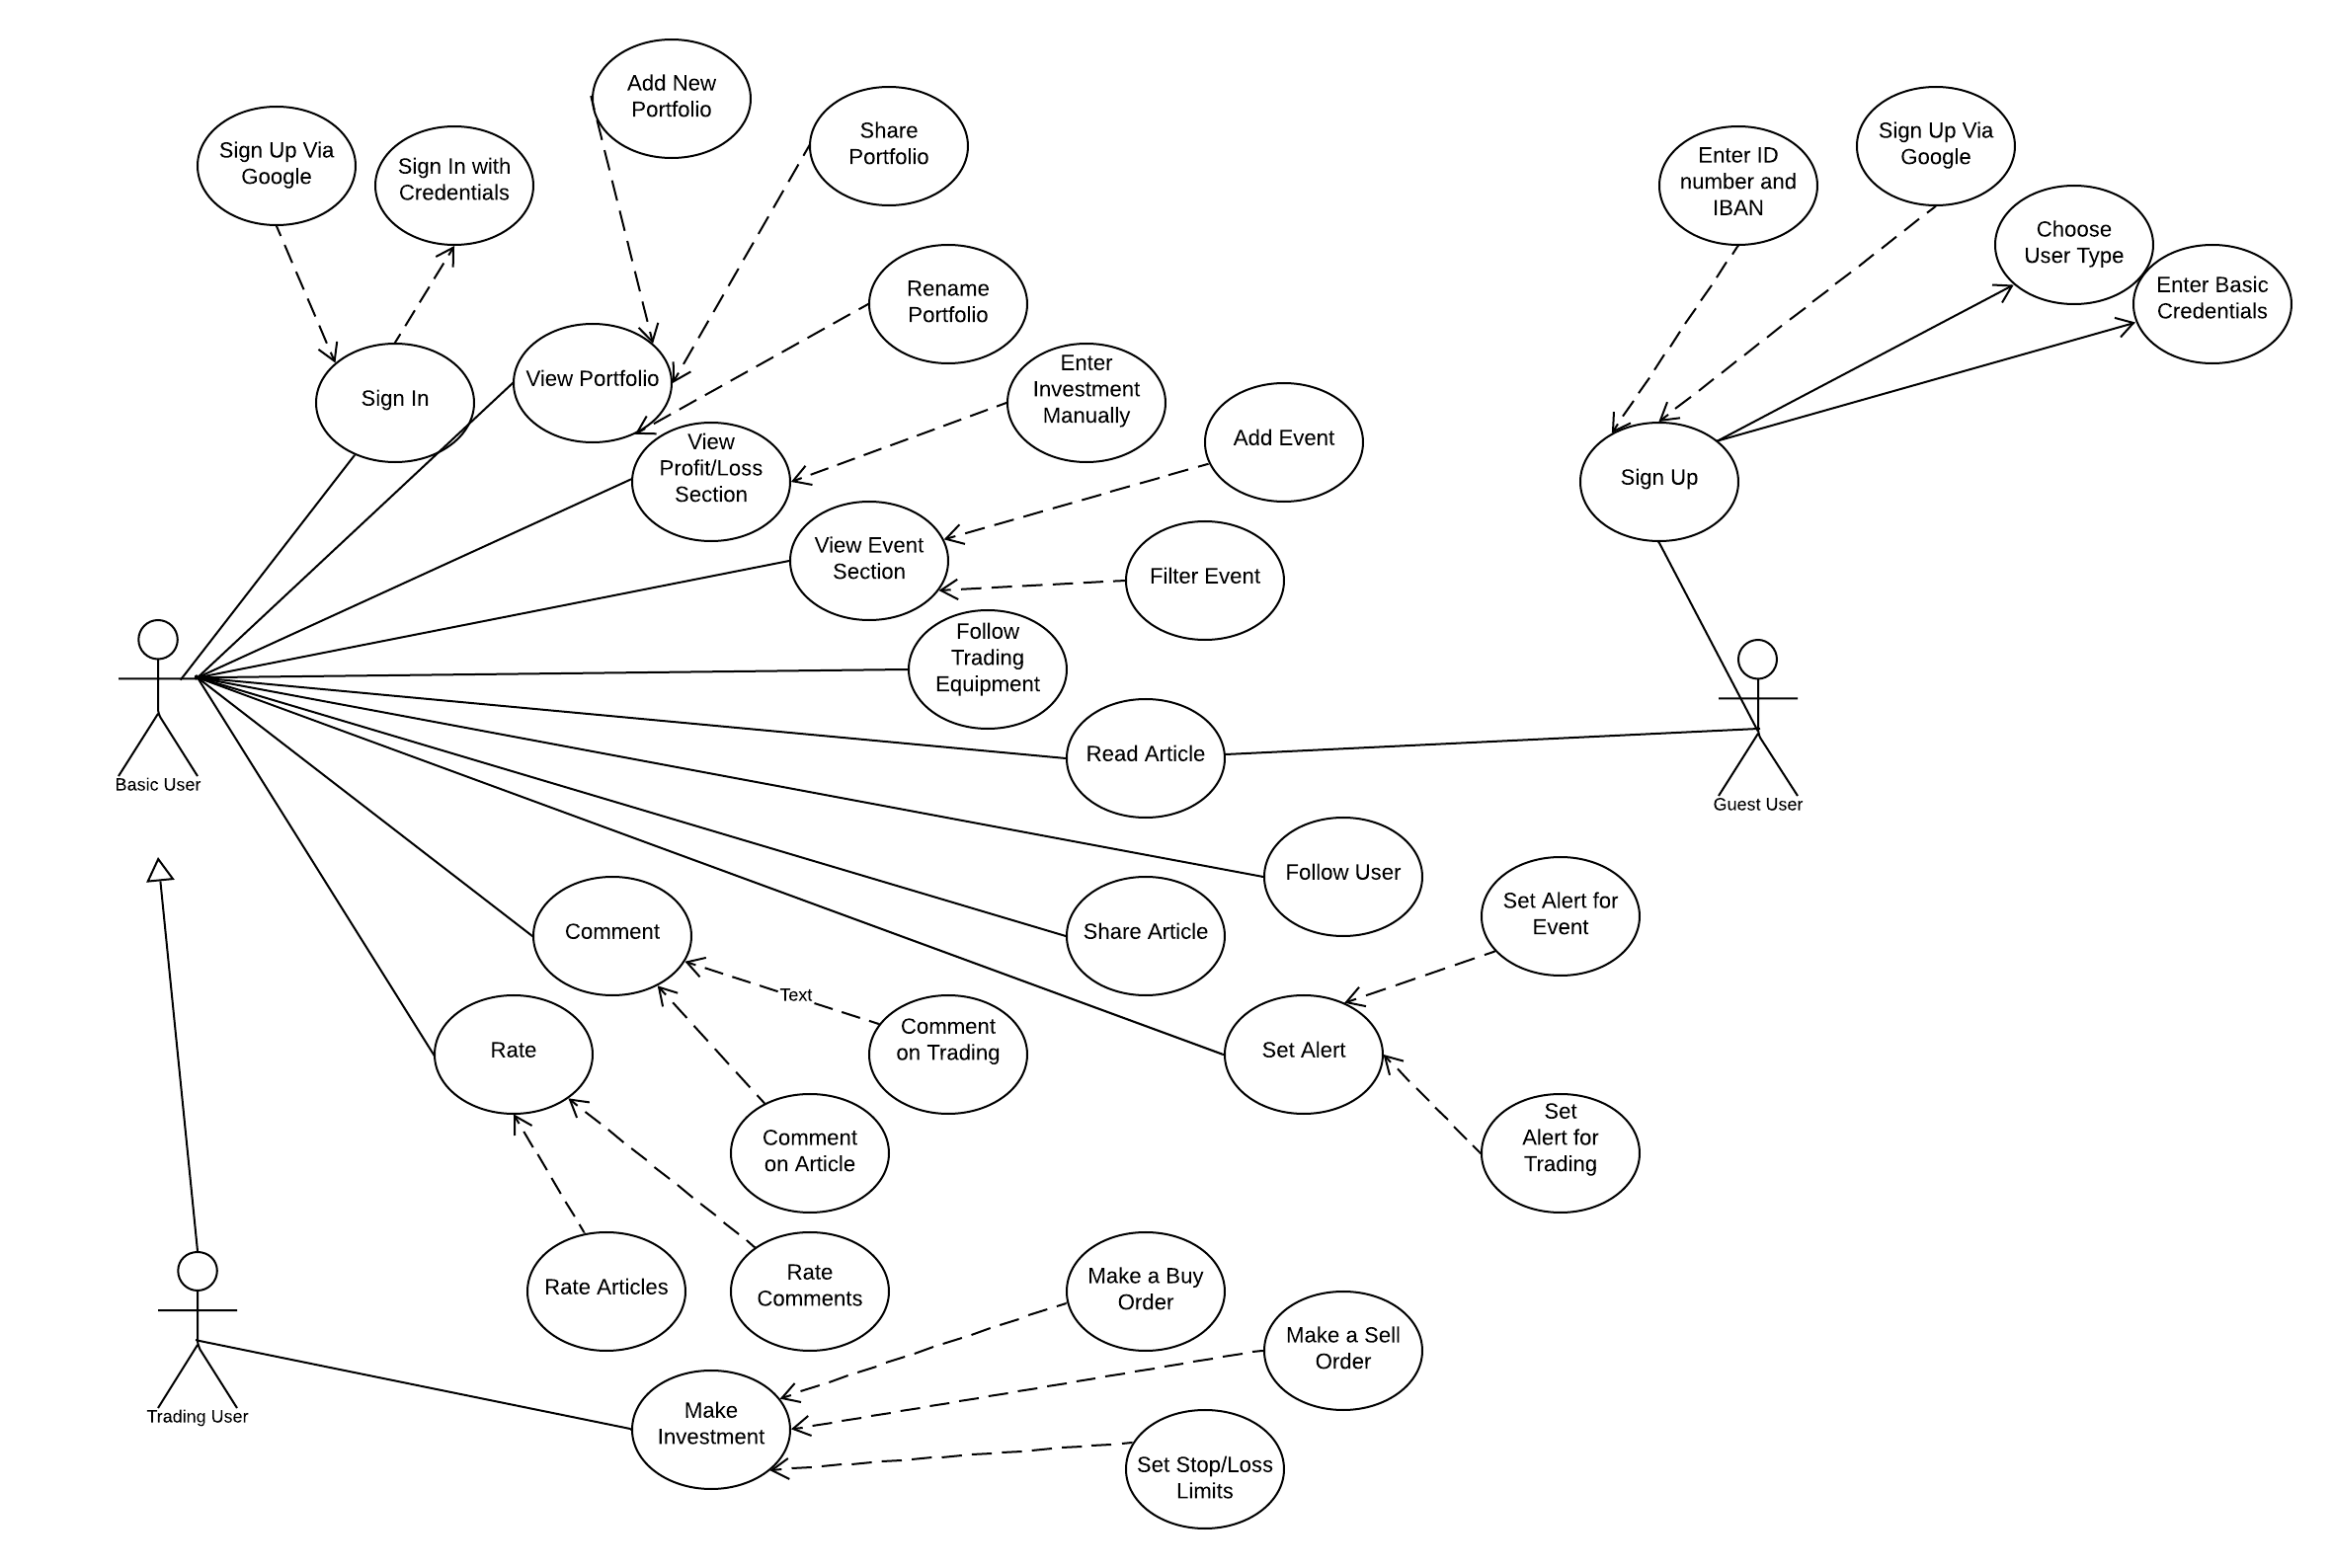 Add New
Portfolio
Share
Portfolio
Sign Up Via
Google
Sign In with
Credentials
Enter ID
number and
IBAN
Sign Up Via
Google
Choose
User Type
Enter Basic
Credentials
Rename
Portfolio
Sign In
View Portfolio
Enter
Investment
Manually
View
Profit/Loss
Section
Add Event
Sign Up
View Event
Section
Filter Event
Follow
Trading
Equipment
Read Article
Basic User
Guest User
Follow User
Comment
Share Article
Set Alert for
Event
Text
Comment
on Trading
Rate
Set Alert
Comment
on Article
Set
Alert for
Trading
Rate Articles
Rate
Comments
Make a Buy
Order
Make a Sell
Order
Trading User
Make
Investment
Set Stop/Loss
Limits